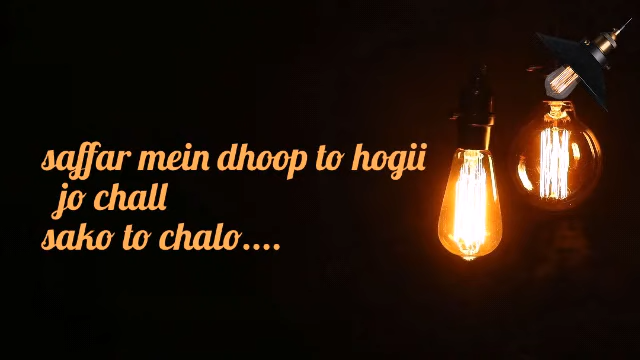 saffar mein dhoop to hogii
jo chall
sako to chalo....